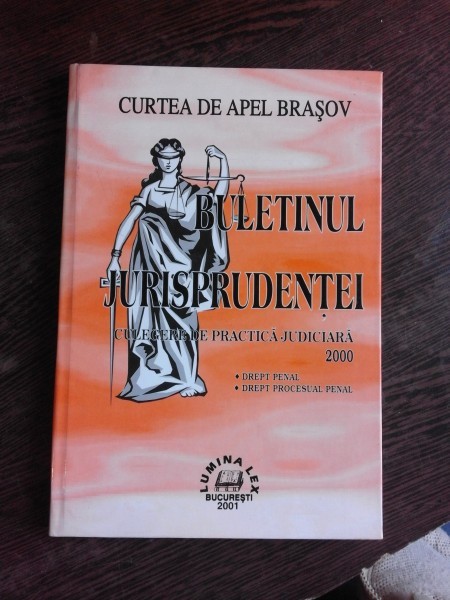 CURTEA DE APEL BRAŞOV
BULETINUL
JURISPRUDENŢEI
CULEGERE DE PRACTICĂ JUDICIARĂ
2000
♦ DREPT PENAL
♦ DREPT PROCESUAL PENAL
LUMINA LEX
BUCUREŞTI
2001